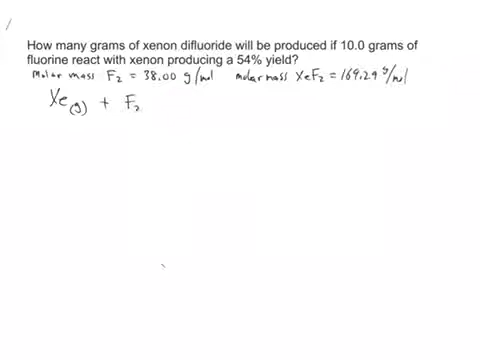 How many grams of xenon difluoride will be produced if 10.0 grams of
fluorine react with xenon producing a 54% yield?
Molar mass F₂ = 38.00 g/mol molar mass XeF₂ = 169.29 g/mol
Xe(g) + F₂